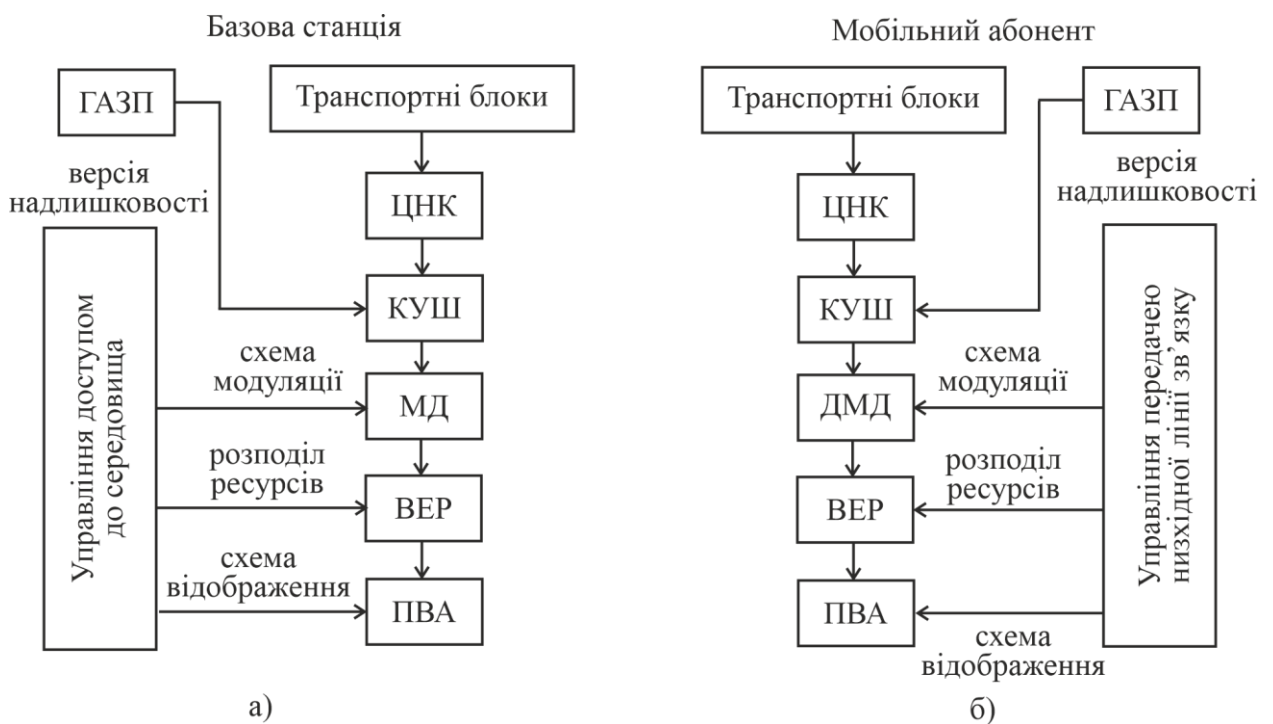 Базова станція
ГАЗП
Транспортні блоки
версія
надлишковості
ЦНК
КУШ
Управління доступом
до середовища
схема
модуляції
МД
розподіл
ресурсів
ВЕР
схема
відображення
ПВА
а)
Мобільний абонент
Транспортні блоки
ГАЗП
версія
надлишковості
ЦНК
КУШ
Управління передачею
низхідної лінії зв’язку
схема
модуляції
ДМД
розподіл
ресурсів
ВЕР
ПВА
схема
відображення
б)